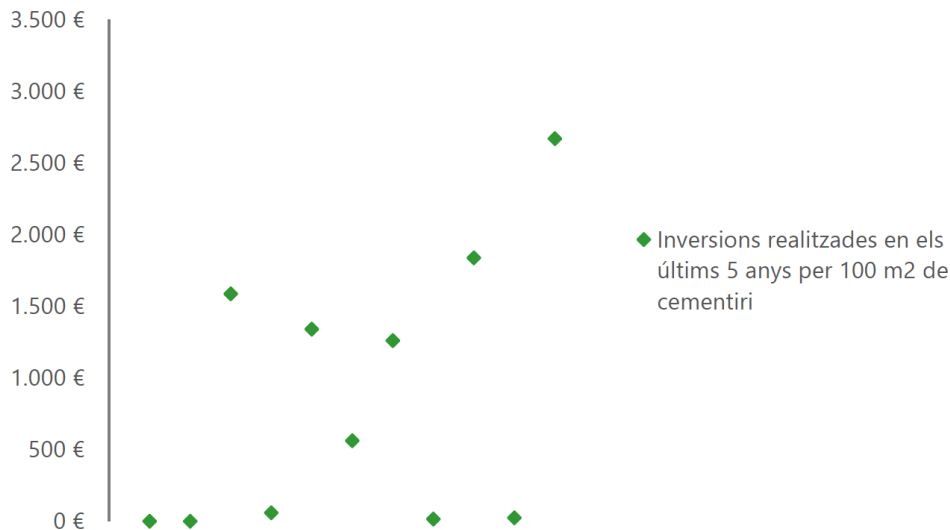 3.500 €
3.000 €
2.500 €
2.000 €
1.500 €
1.000 €
500 €
0 €
Inversions realitzades en els
últims 5 anys per 100 m2 de
cementiri